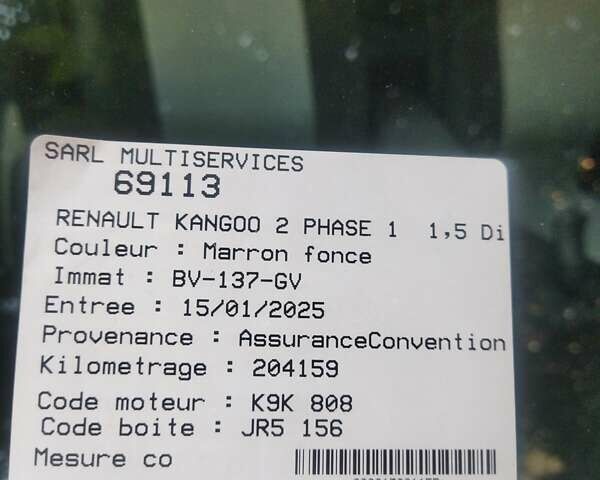 SARL MULTISERVICES
69113
RENAULT KANGOO 2 PHASE 1 1,5 Di
Couleur : Marron fonce
Immat : BV-137-GV
Entree : 15/01/2025
Provenance : AssuranceConvention
Kilometrage : 204159
Code moteur : K9K 808
Code boite : JR5 156
Mesure co